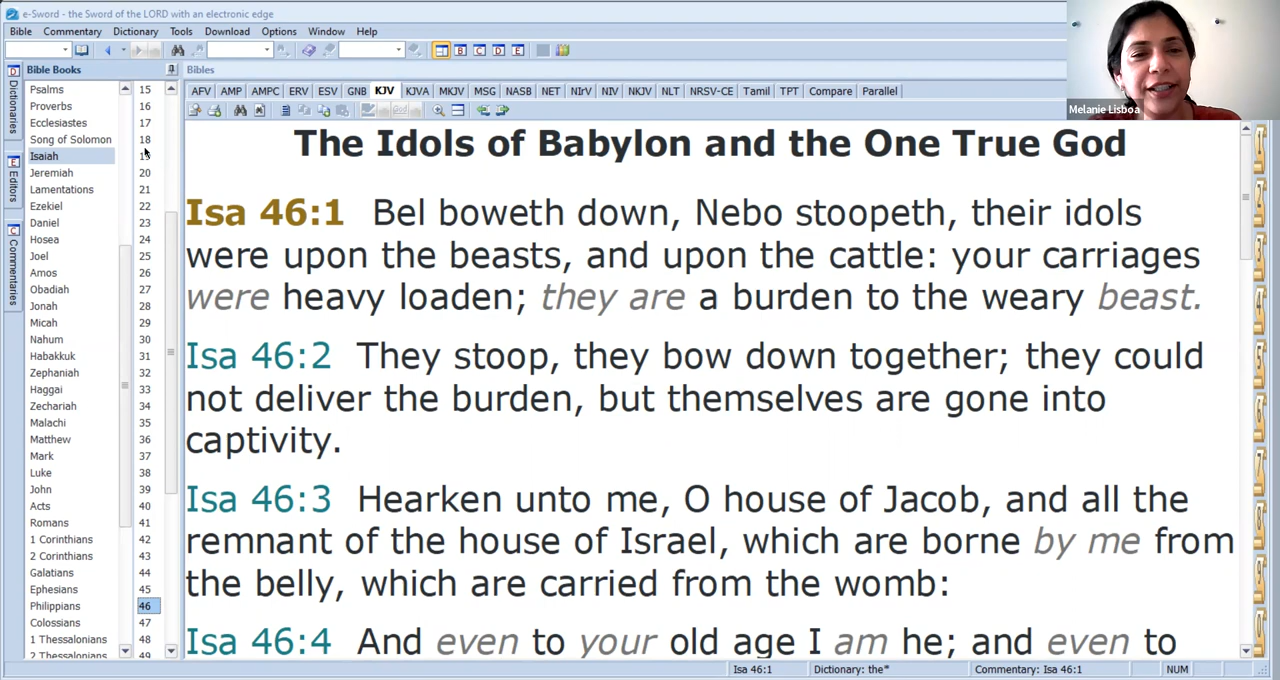 e-Sword - the Sword of the LORD with an electronic edge
Bible Commentary Dictionary Tools Download Options Window Help
B C D E
Bible Books
Bibles
AFV AMP AMPC ERV ESV GNB KJV KJVA MKJV MSG NASB NET NIrV NIV NKJV NLT NRSV-CE Tamil TPT Compare Parallel
Melanie Lisboa
D Dictionaries
E Editors
C Commentaries
Psalms 15
Proverbs 16
Ecclesiastes 17
Song of Solomon 18
Isaiah
Jeremiah 20
Lamentations 21
Ezekiel 22
Daniel 23
Hosea 24
Joel 25
Amos 26
Obadiah 27
Jonah 28
Micah 29
Nahum 30
Habakkuk 31
Zephaniah 32
Haggai 33
Zechariah 34
Malachi 35
Matthew 36
Mark 37
Luke 38
John 39
Acts 40
Romans 41
1 Corinthians 42
2 Corinthians 43
Galatians 44
Ephesians 45
Philippians 46
Colossians 47
1 Thessalonians 48
2 Thessalonians 49
The Idols of Babylon and the One True God
Isa 46:1 Bel boweth down, Nebo stoopeth, their idols
were upon the beasts, and upon the cattle: your carriages
were heavy loaden; they are a burden to the weary beast.
Isa 46:2 They stoop, they bow down together; they could
not deliver the burden, but themselves are gone into
captivity.
Isa 46:3 Hearken unto me, O house of Jacob, and all the
remnant of the house of Israel, which are borne by me from
the belly, which are carried from the womb:
Isa 46:4 And even to your old age I am he; and even to
Isa 46:1 Dictionary: the* Commentary: Isa 46:1 NUM